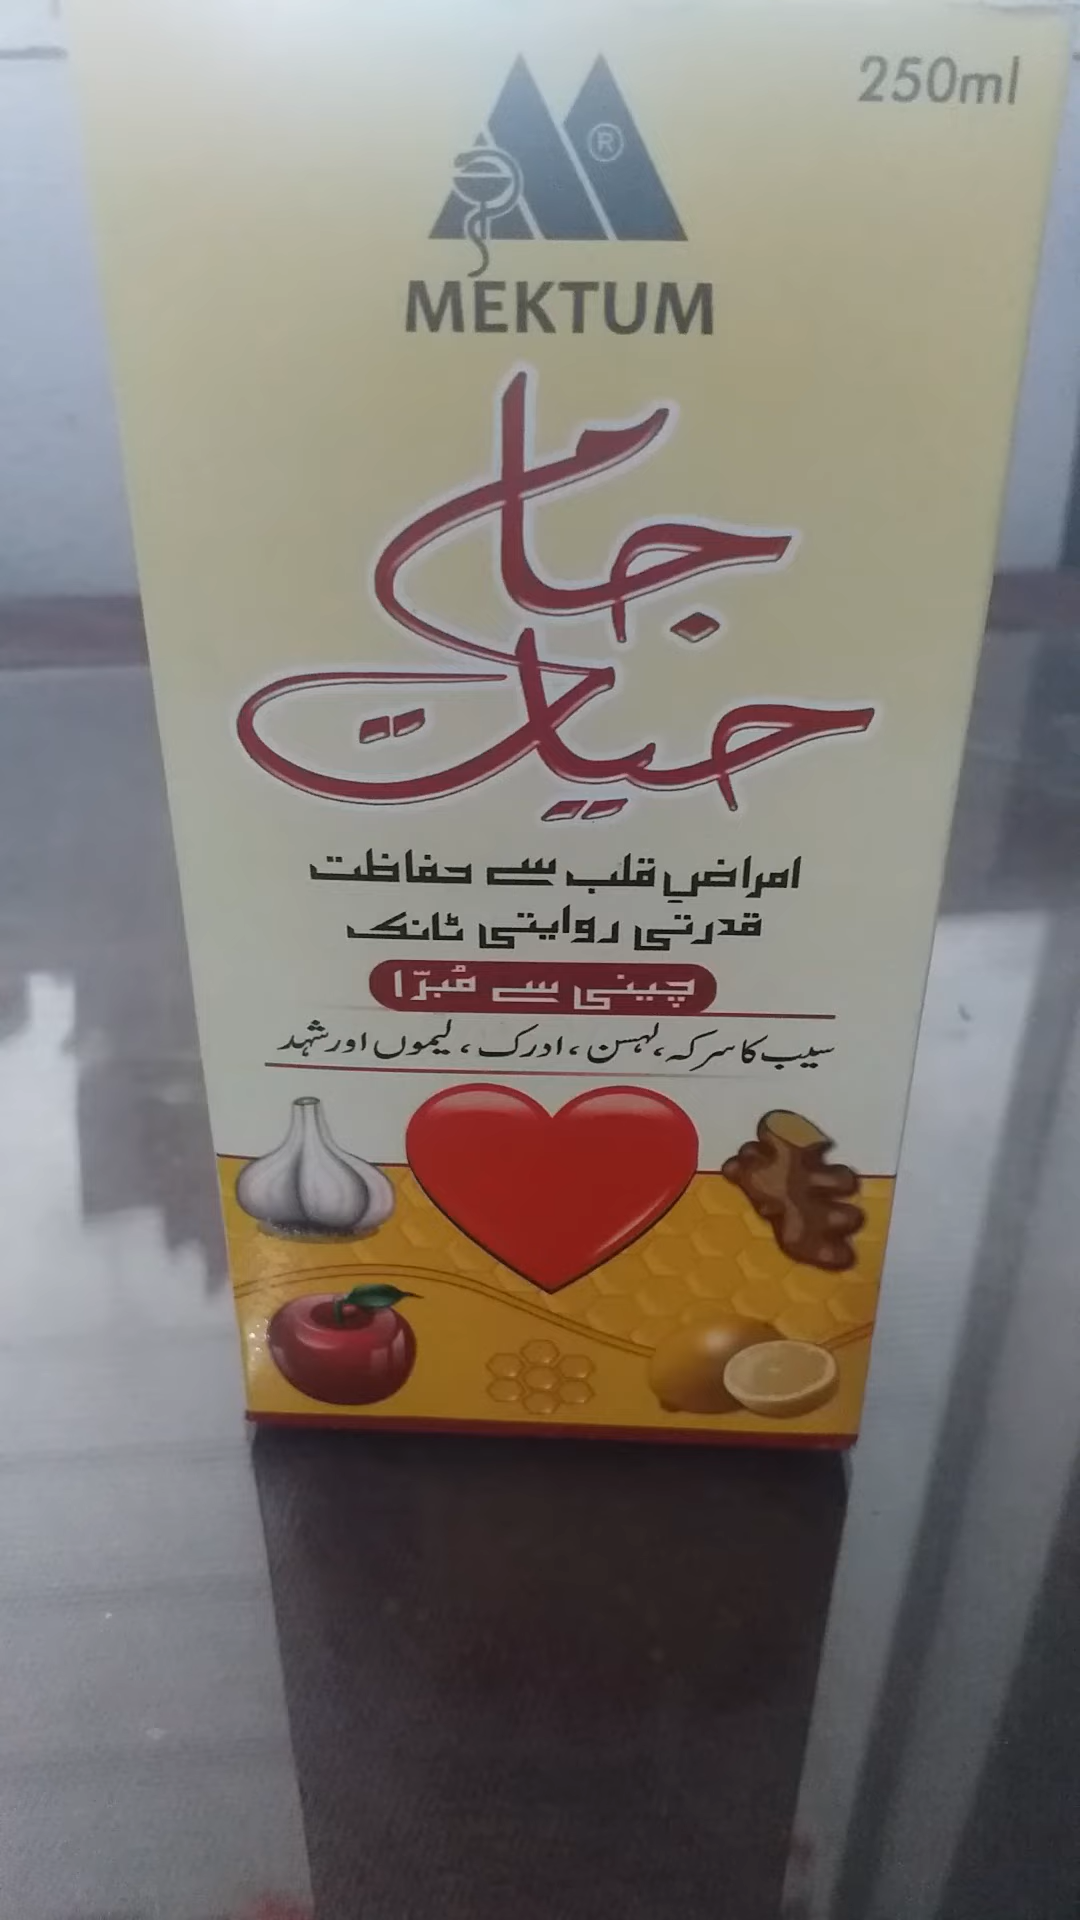 250ml
®
MEKTUM
جام
حیات
امراضِ قلب سے حفاظت
قدرتی روایتی ٹانک
چینی سے مُبرّا
سیب کا سرکہ، لہسن، ادرک، لیموں اور شہد